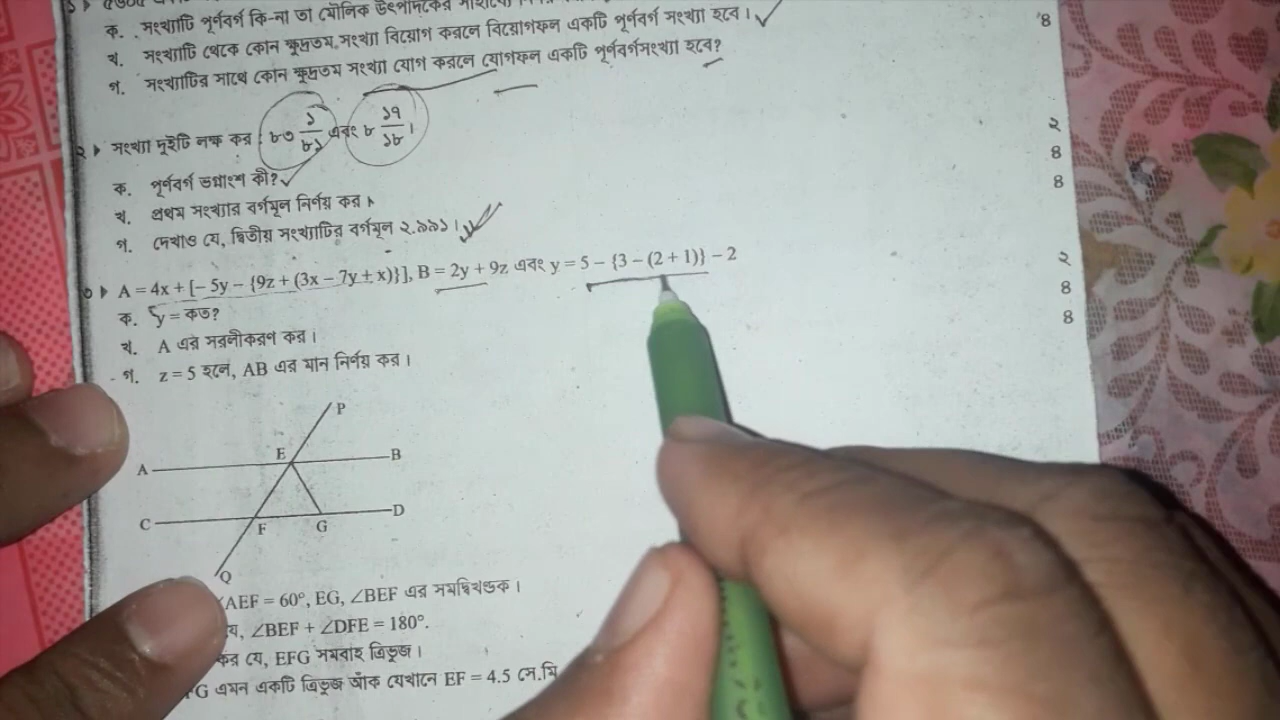 ক. সংখ্যাটি পূর্ণবর্গ কি-না তা মৌলিক উৎপাদকের
৪
খ. সংখ্যাটি থেকে কোন ক্ষুদ্রতম সংখ্যা বিয়োগ করলে বিয়োগফল একটি পূর্ণবর্গ সংখ্যা হবে।
গ. সংখ্যাটির সাথে কোন ক্ষুদ্রতম সংখ্যা যোগ করলে যোগফল একটি পূর্ণবর্গসংখ্যা হবে?
২ ▸ সংখ্যা দুইটি লক্ষ কর : ৮৩ ১/৮১ এবং ৮ ১৭/১৮।
ক. পূর্ণবর্গ ভগ্নাংশ কী? ২
খ. প্রথম সংখ্যার বর্গমূল নির্ণয় কর। ৪
গ. দেখাও যে, দ্বিতীয় সংখ্যাটির বর্গমূল ২.৯৯১। ৪
৩ ▸ A = 4x + [– 5y – {9z + (3x – 7y + x)}], B = 2y + 9z এবং y = 5 – {3 – (2 + 1)} – 2
ক. y = কত? ২
খ. A এর সরলীকরণ কর। ৪
গ. z = 5 হলে, AB এর মান নির্ণয় কর। ৪
P
A E B
C F G D
Q
∠AEF = 60°, EG, ∠BEF এর সমদ্বিখণ্ডক।
যে, ∠BEF + ∠DFE = 180°.
কর যে, EFG সমবাহু ত্রিভুজ।
FG এমন একটি ত্রিভুজ আঁক যেখানে EF = 4.5 সে.মি